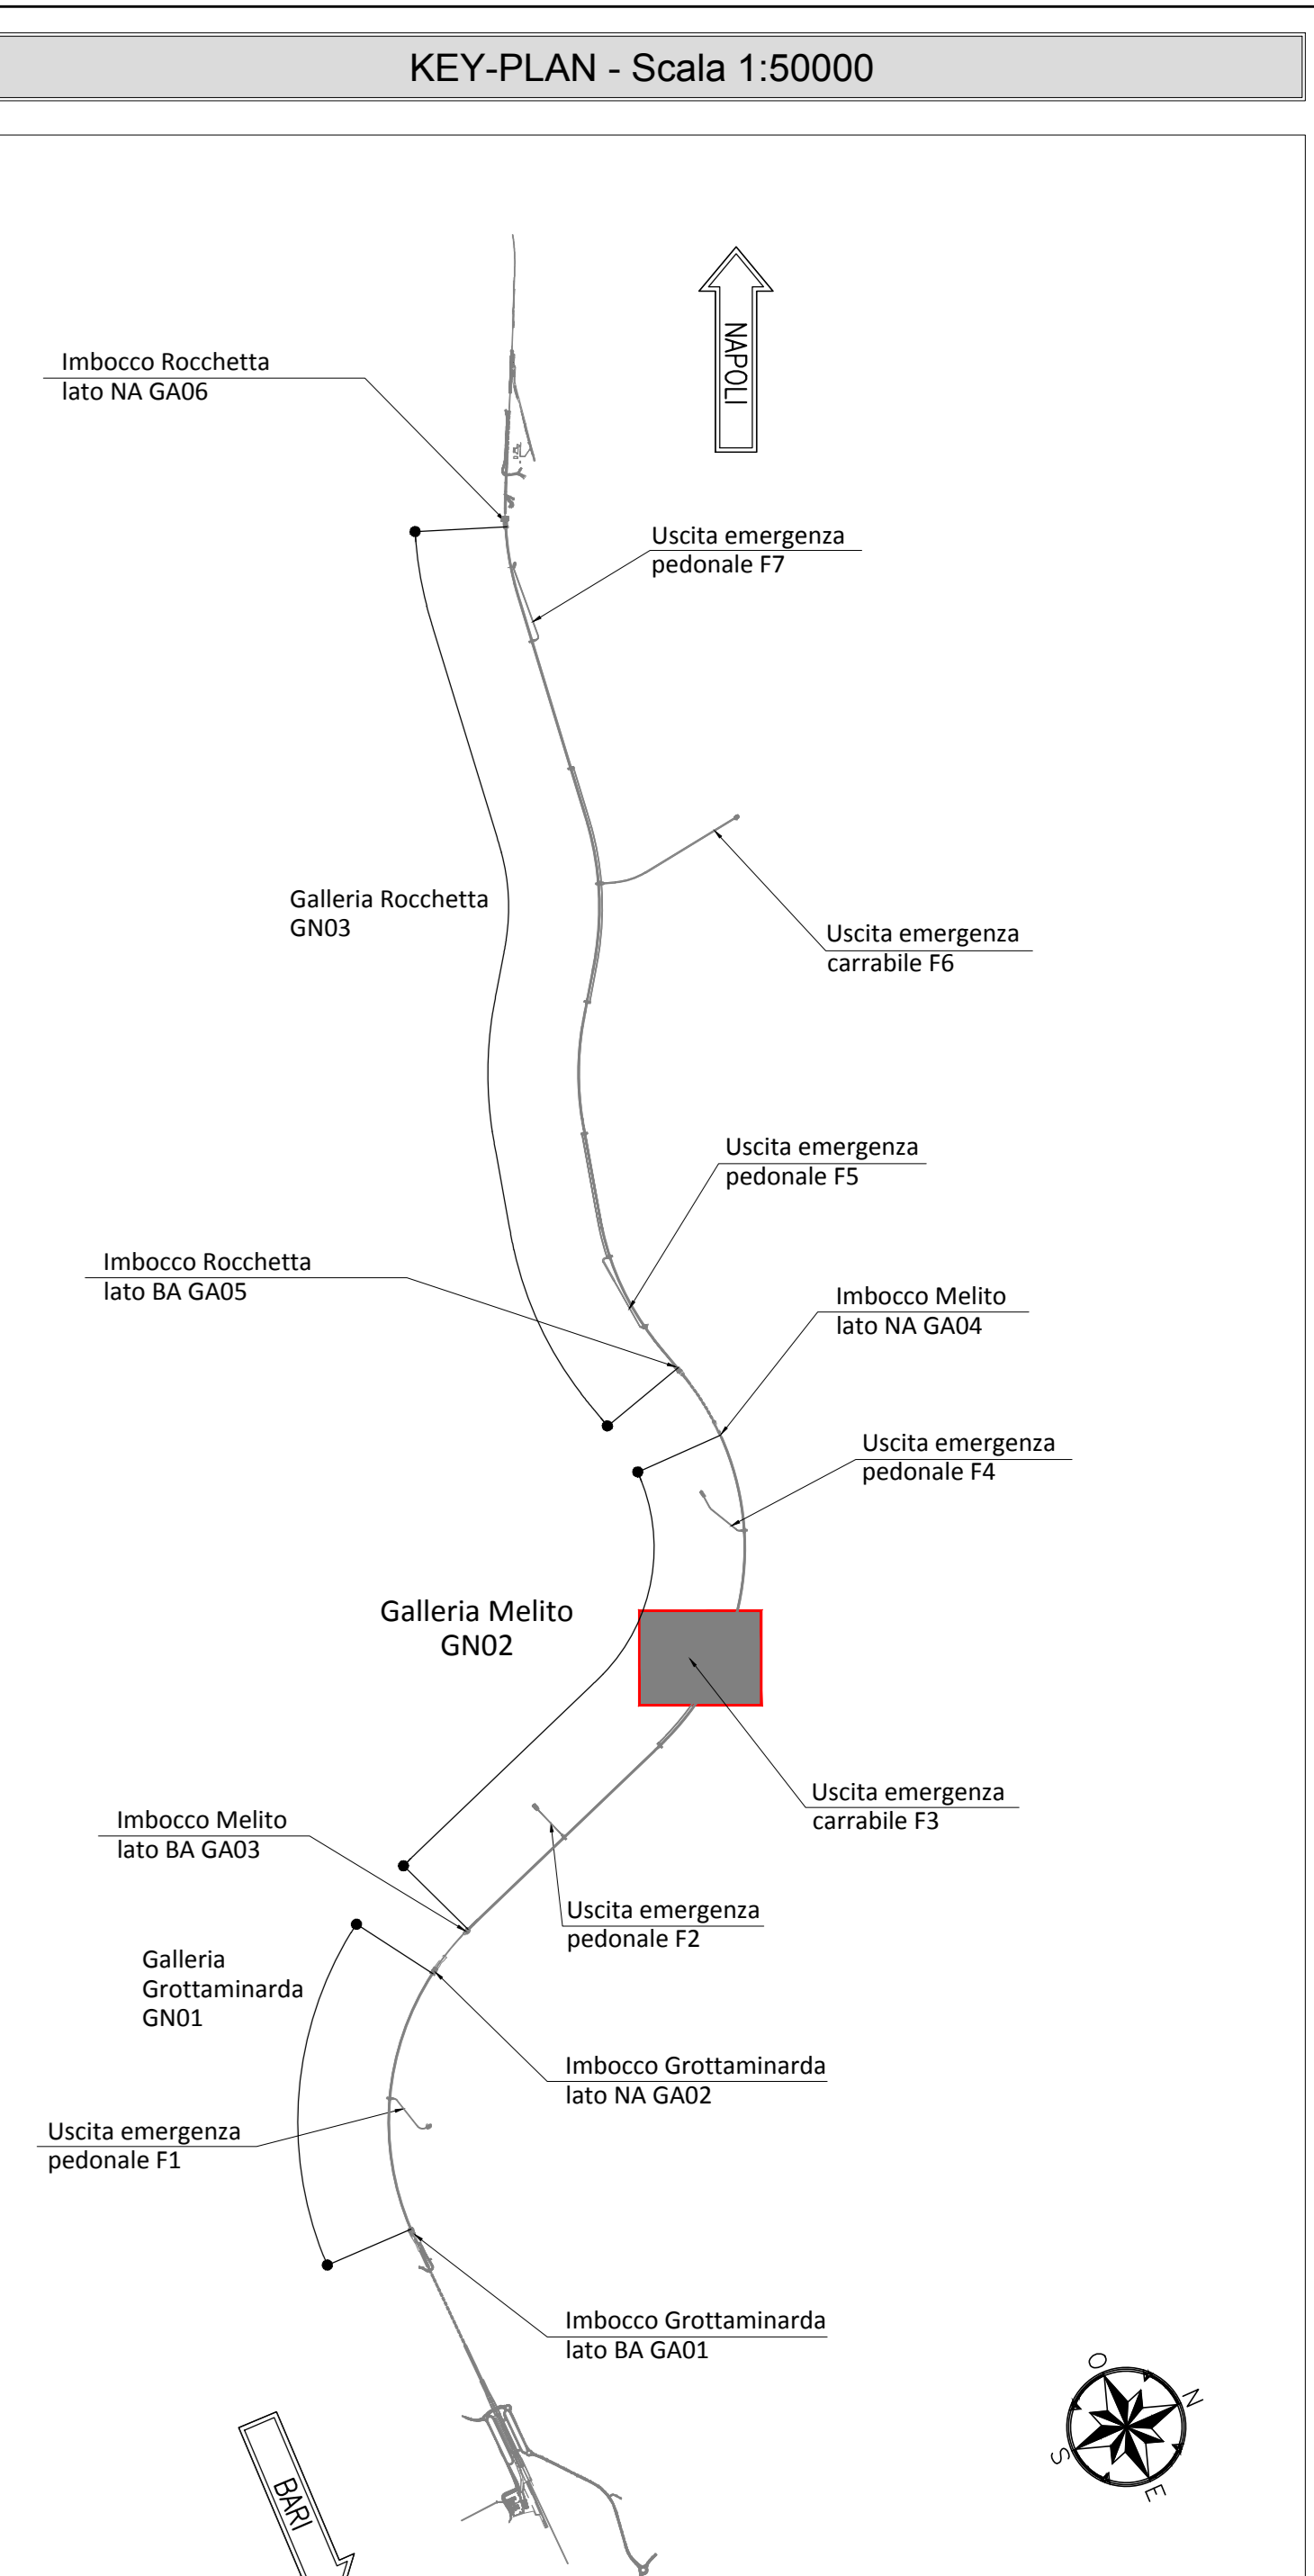 KEY-PLAN - Scala 1:50000
NAPOLI
Imbocco Rocchetta
lato NA GA06
Uscita emergenza
pedonale F7
Galleria Rocchetta
GN03
Uscita emergenza
carrabile F6
Uscita emergenza
pedonale F5
Imbocco Rocchetta
lato BA GA05
Imbocco Melito
lato NA GA04
Uscita emergenza
pedonale F4
Galleria Melito
GN02
Uscita emergenza
carrabile F3
Imbocco Melito
lato BA GA03
Uscita emergenza
pedonale F2
Galleria
Grottaminarda
GN01
Imbocco Grottaminarda
lato NA GA02
Uscita emergenza
pedonale F1
Imbocco Grottaminarda
lato BA GA01
O
N
S
E
BARI